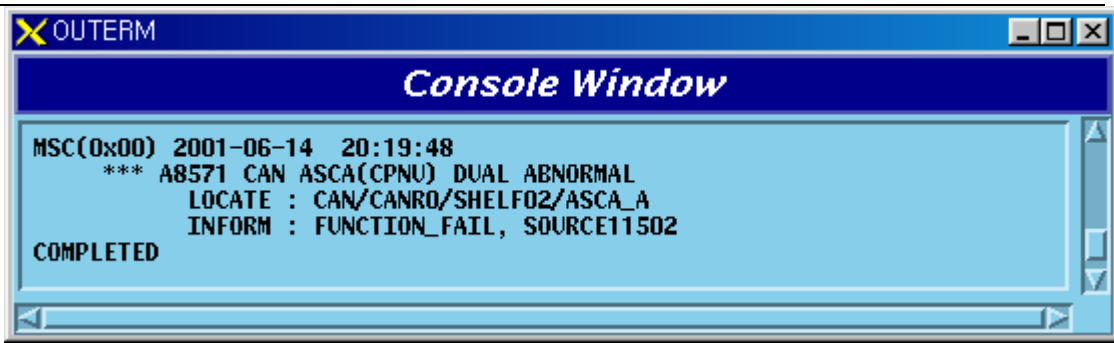 OUTERM
Console Window
MSC(0x00) 2001-06-14 20:19:48
*** A8571 CAN ASCA(CPNU) DUAL ABNORMAL
LOCATE : CAN/CANR0/SHELF02/ASCA_A
INFORM : FUNCTION_FAIL, SOURCE11502
COMPLETED